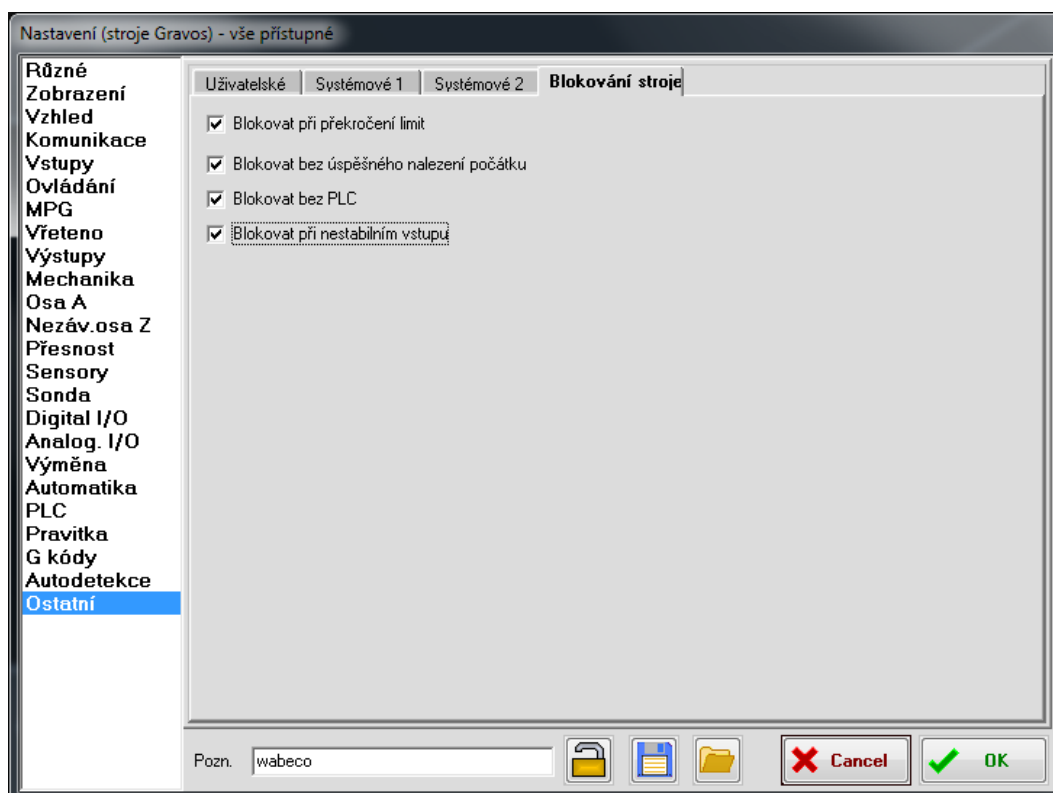 Nastavení (stroje Gravos) - vše přístupné
Různé
Zobrazení
Vzhled
Komunikace
Vstupy
Ovládání
MPG
Vřeteno
Výstupy
Mechanika
Osa A
Nezáv.osa Z
Přesnost
Sensory
Sonda
Digital I/O
Analog. I/O
Výměna
Automatika
PLC
Pravitka
G kódy
Autodetekce
Ostatní
Uživatelské
Systémové 1
Systémové 2
Blokování stroje
Blokovat při překročení limit
Blokovat bez úspěšného nalezení počátku
Blokovat bez PLC
Blokovat při nestabilním vstupu
Pozn.
wabeco
Cancel
OK